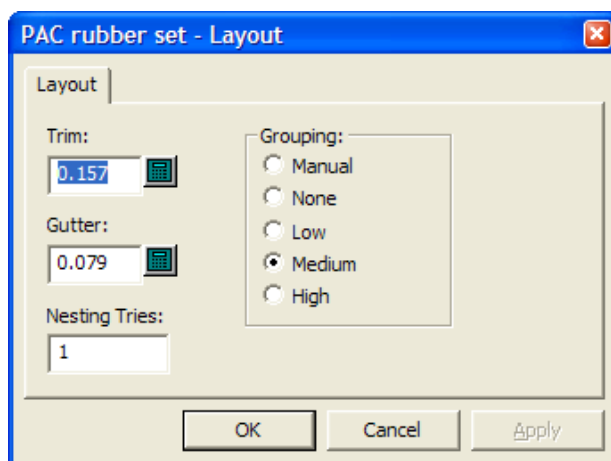 PAC rubber set - Layout
Layout
Trim:
0.157
Gutter:
0.079
Nesting Tries:
1
Grouping:
Manual
None
Low
Medium
High
OK
Cancel
Apply